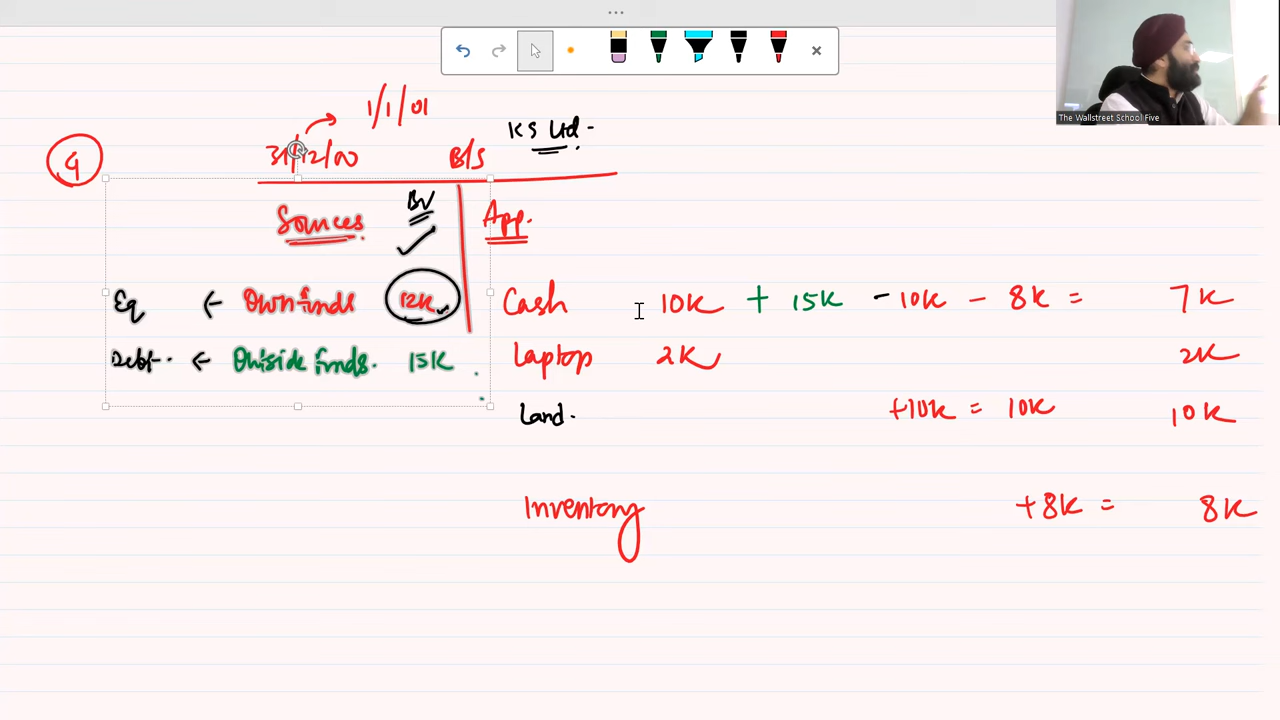 1/1/01
KS Ltd.
4
31/12/00 B/S
BV
Sources App.
Eq ← Own funds 12K Cash 10K + 15K - 10K - 8K = 7K
Debt ← Outside funds. 15K Laptop 2K 2K
Land. +10K = 10K 10K
Inventory +8K = 8K
The Wallstreet School Five